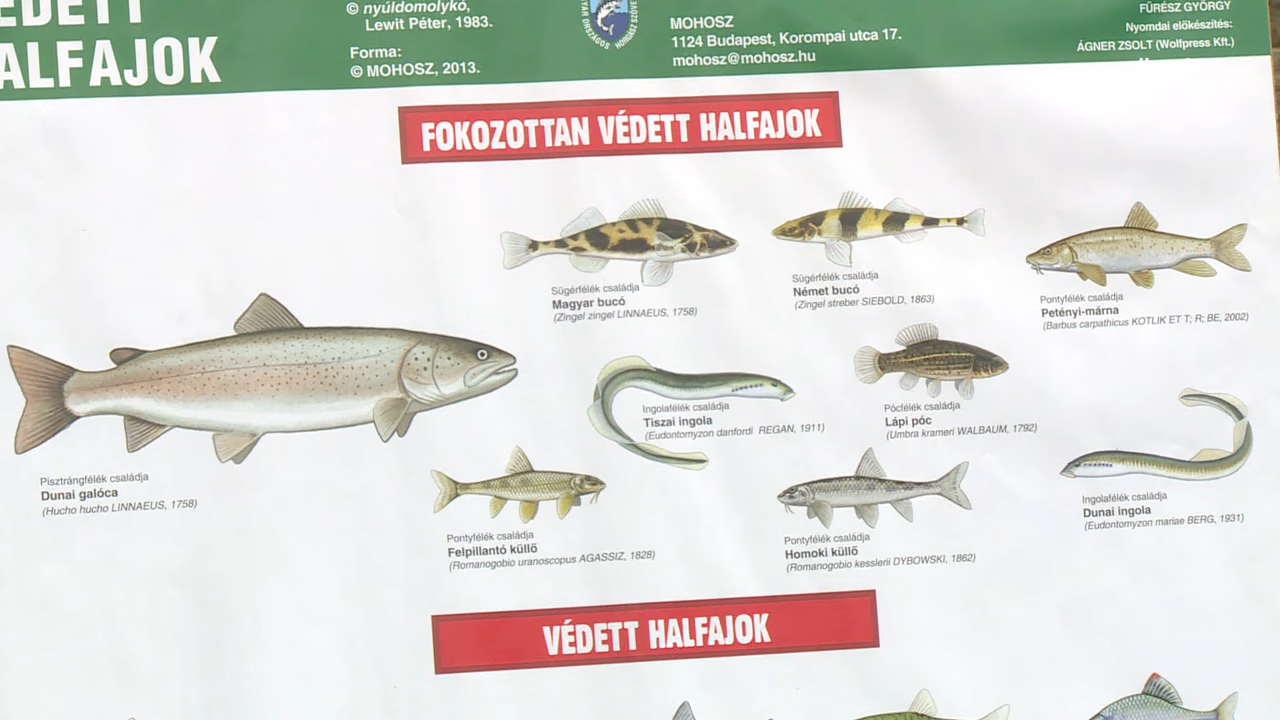 ALFAJOK
© nyúldomolykó,
Lewit Péter, 1983.
Forma:
© MOHOSZ, 2013.
MOHOSZ
1124 Budapest, Korompai utca 17.
mohosz@mohosz.hu
FÜRÉSZ GYÖRGY
Nyomdai előkészítés:
ÁGNER ZSOLT (Wolfpress Kft.)
FOKOZOTTAN VÉDETT HALFAJOK
Sügérfélék családja
Magyar bucó
(Zingel zingel LINNAEUS, 1758)
Sügérfélék családja
Német bucó
(Zingel streber SIEBOLD, 1863)
Pontyfélék családja
Petényi-márna
(Barbus carpathicus KOTLIK ET T; R; BE, 2002)
Ingolafélék családja
Tiszai ingola
(Eudontomyzon danfordi REGAN, 1911)
Pócfélék családja
Lápi póc
(Umbra krameri WALBAUM, 1792)
Pisztrángfélék családja
Dunai galóca
(Hucho hucho LINNAEUS, 1758)
Ingolafélék családja
Dunai ingola
(Eudontomyzon mariae BERG, 1931)
Pontyfélék családja
Felpillantó küllő
(Romanogobio uranoscopus AGASSIZ, 1828)
Pontyfélék családja
Homoki küllő
(Romanogobio kesslerii DYBOWSKI, 1862)
VÉDETT HALFAJOK